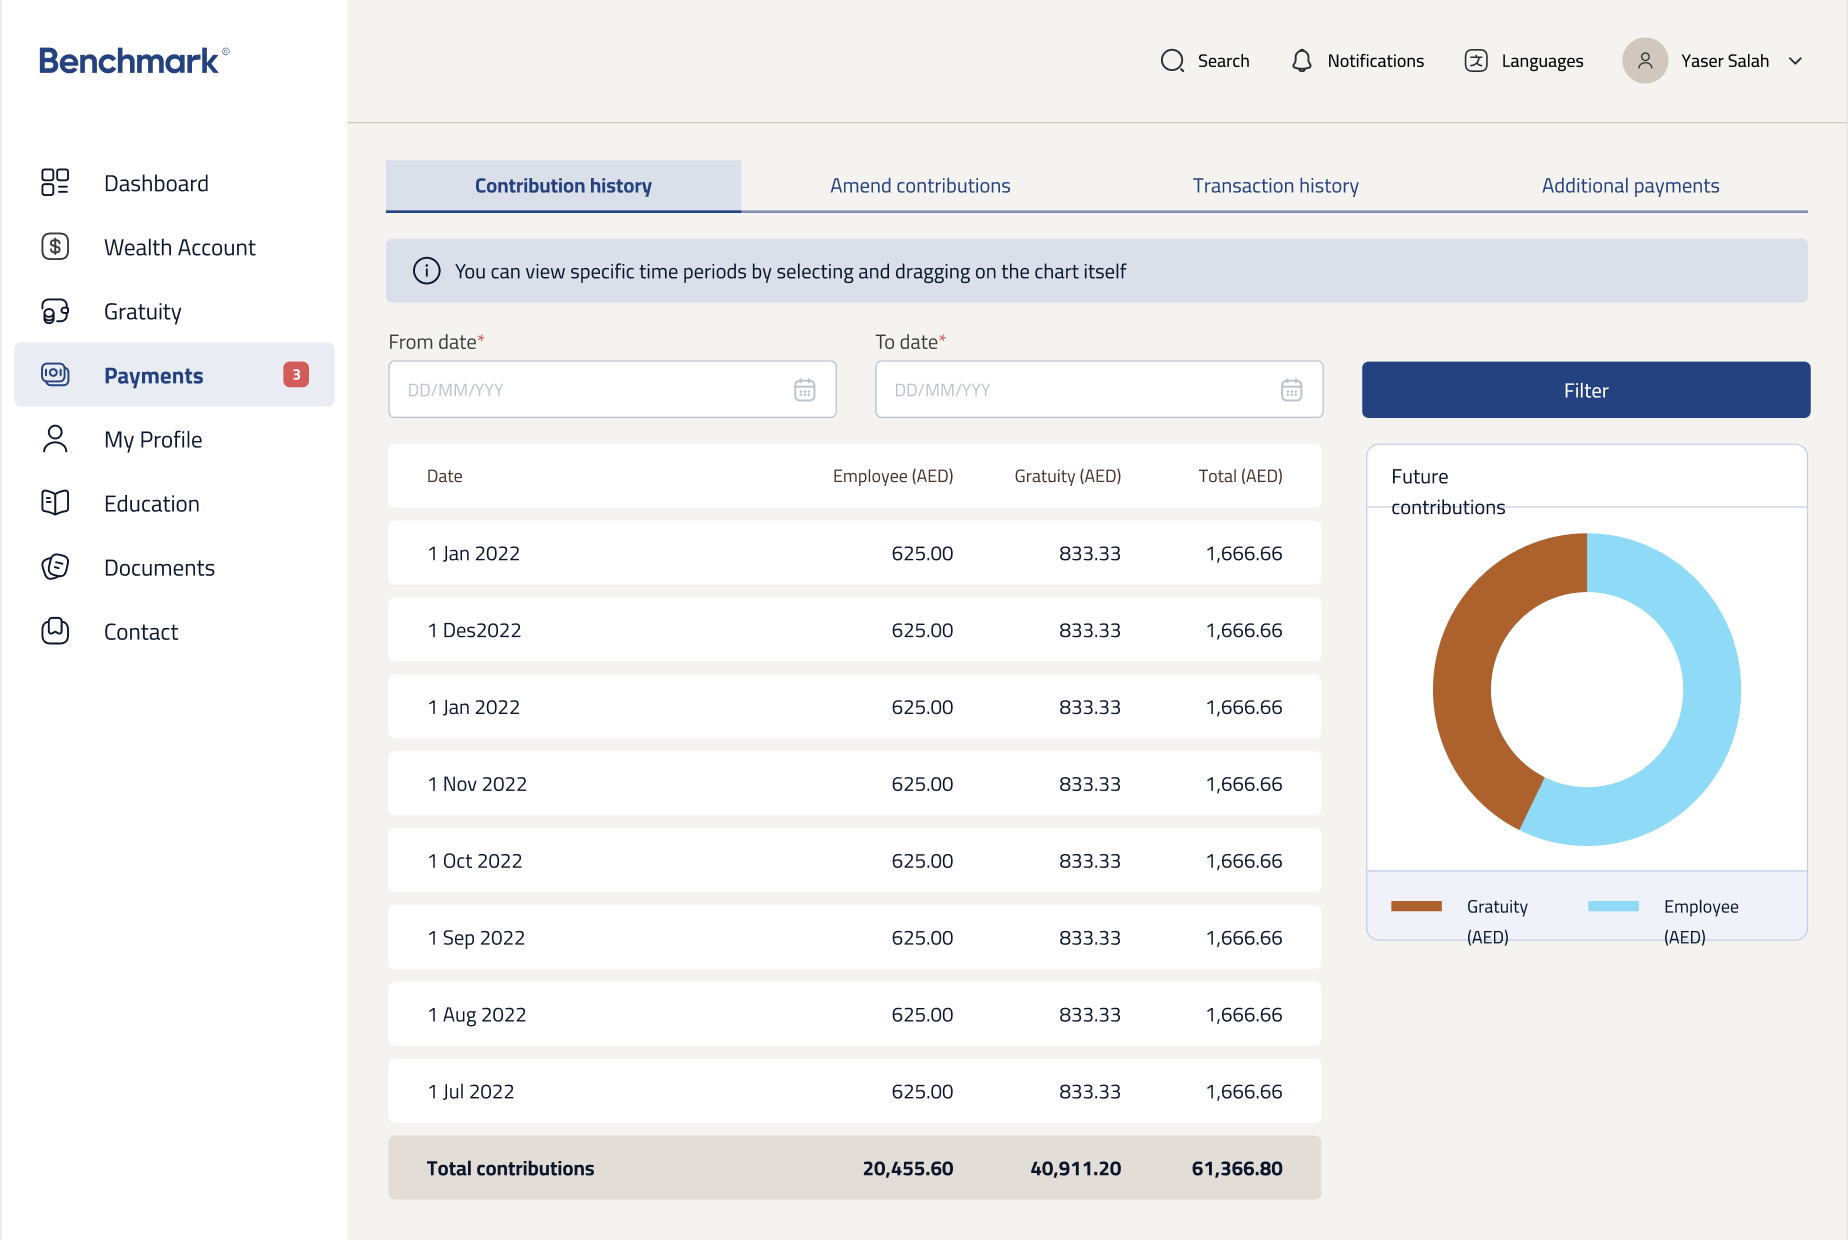 Benchmark©
Search
Notifications
Languages
Yaser Salah
Dashboard
Wealth Account
Gratuity
Payments 3
My Profile
Education
Documents
Contact
Contribution history
Amend contributions
Transaction history
Additional payments
You can view specific time periods by selecting and dragging on the chart itself
From date*
DD/MM/YYY
To date*
DD/MM/YYY
Filter
Date Employee (AED) Gratuity (AED) Total (AED)
1 Jan 2022 625.00 833.33 1,666.66
1 Des2022 625.00 833.33 1,666.66
1 Jan 2022 625.00 833.33 1,666.66
1 Nov 2022 625.00 833.33 1,666.66
1 Oct 2022 625.00 833.33 1,666.66
1 Sep 2022 625.00 833.33 1,666.66
1 Aug 2022 625.00 833.33 1,666.66
1 Jul 2022 625.00 833.33 1,666.66
Total contributions 20,455.60 40,911.20 61,366.80
Future
contributions
Gratuity
(AED)
Employee
(AED)